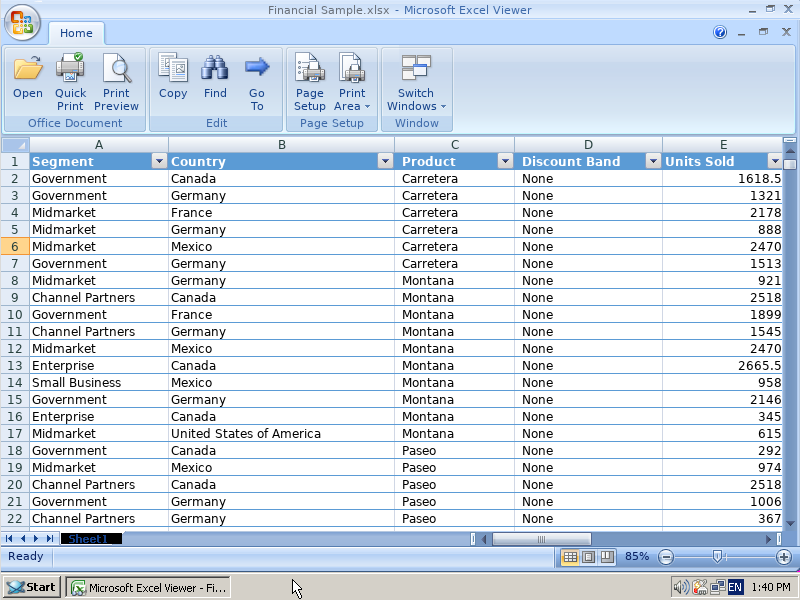 Financial Sample.xlsx - Microsoft Excel Viewer
Home
Open Quick Print Print Preview Copy Find Go To Page Setup Print Area Switch Windows
Office Document Edit Page Setup Window
A B C D E
1 Segment Country Product Discount Band Units Sold
2 Government Canada Carretera None 1618.5
3 Government Germany Carretera None 1321
4 Midmarket France Carretera None 2178
5 Midmarket Germany Carretera None 888
6 Midmarket Mexico Carretera None 2470
7 Government Germany Carretera None 1513
8 Midmarket Germany Montana None 921
9 Channel Partners Canada Montana None 2518
10 Government France Montana None 1899
11 Channel Partners Germany Montana None 1545
12 Midmarket Mexico Montana None 2470
13 Enterprise Canada Montana None 2665.5
14 Small Business Mexico Montana None 958
15 Government Germany Montana None 2146
16 Enterprise Canada Montana None 345
17 Midmarket United States of America Montana None 615
18 Government Canada Paseo None 292
19 Midmarket Mexico Paseo None 974
20 Channel Partners Canada Paseo None 2518
21 Government Germany Paseo None 1006
22 Channel Partners Germany Paseo None 367
Sheet1
Ready 85%
Start Microsoft Excel Viewer - Fi... EN 1:40 PM